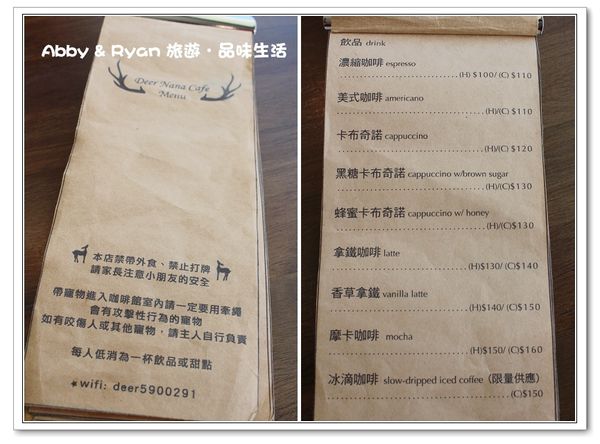 Abby & Ryan 旅遊・品味生活
Deer Nana Cafe
Menu
本店禁帶外食、禁止打牌
請家長注意小朋友的安全
帶寵物進入咖啡館室內請一定要用牽繩
會有攻擊性行為的寵物
如有咬傷人或其他寵物，請主人自行負責
每人低消為一杯飲品或甜點
★wifi: deer5900291
飲品 drink
濃縮咖啡 espresso
(H) $100/ (C) $110
美式咖啡 americano
(H)/(C) $110
卡布奇諾 cappuccino
(H)/(C) $120
黑糖卡布奇諾 cappuccino w/brown sugar
(H)/(C)$130
蜂蜜卡布奇諾 cappuccino w/ honey
(H)/(C)$130
拿鐵咖啡 latte
(H)$130/ (C)$140
香草拿鐵 vanilla latte
(H)$140/ (C)$150
摩卡咖啡 mocha
(H)$150/ (C)$160
冰滴咖啡 slow-dripped iced coffee（限量供應）
(C)$150